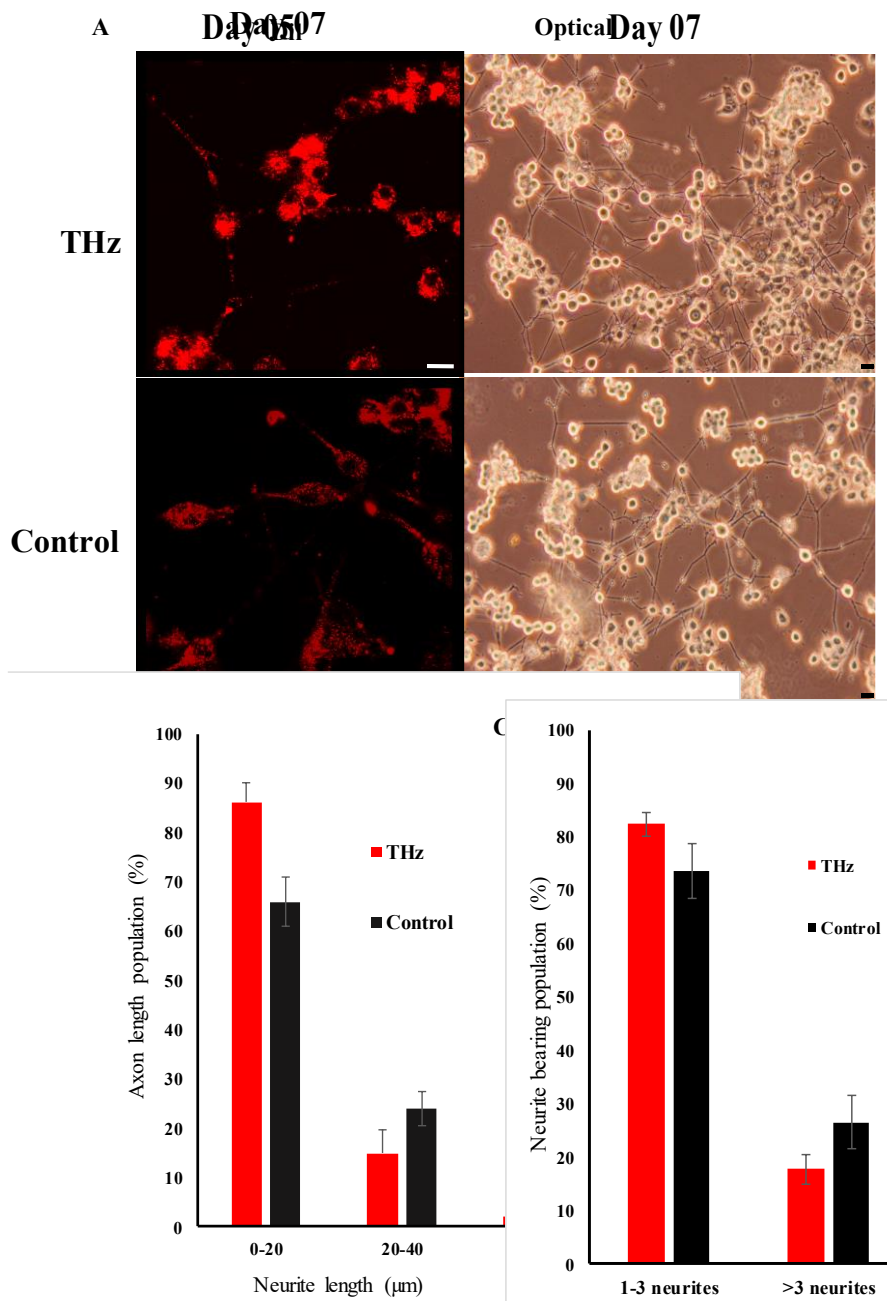 A
Day 07
Optical
Day 07
THz
Control
100
90
80
70
60
50
40
30
20
10
0
Axon length population (%)
THz
Control
0-20
20-40
Neurite length (μm)
100
90
80
70
60
50
40
30
20
10
0
Neurite bearing population (%)
THz
Control
1-3 neurites
>3 neurites